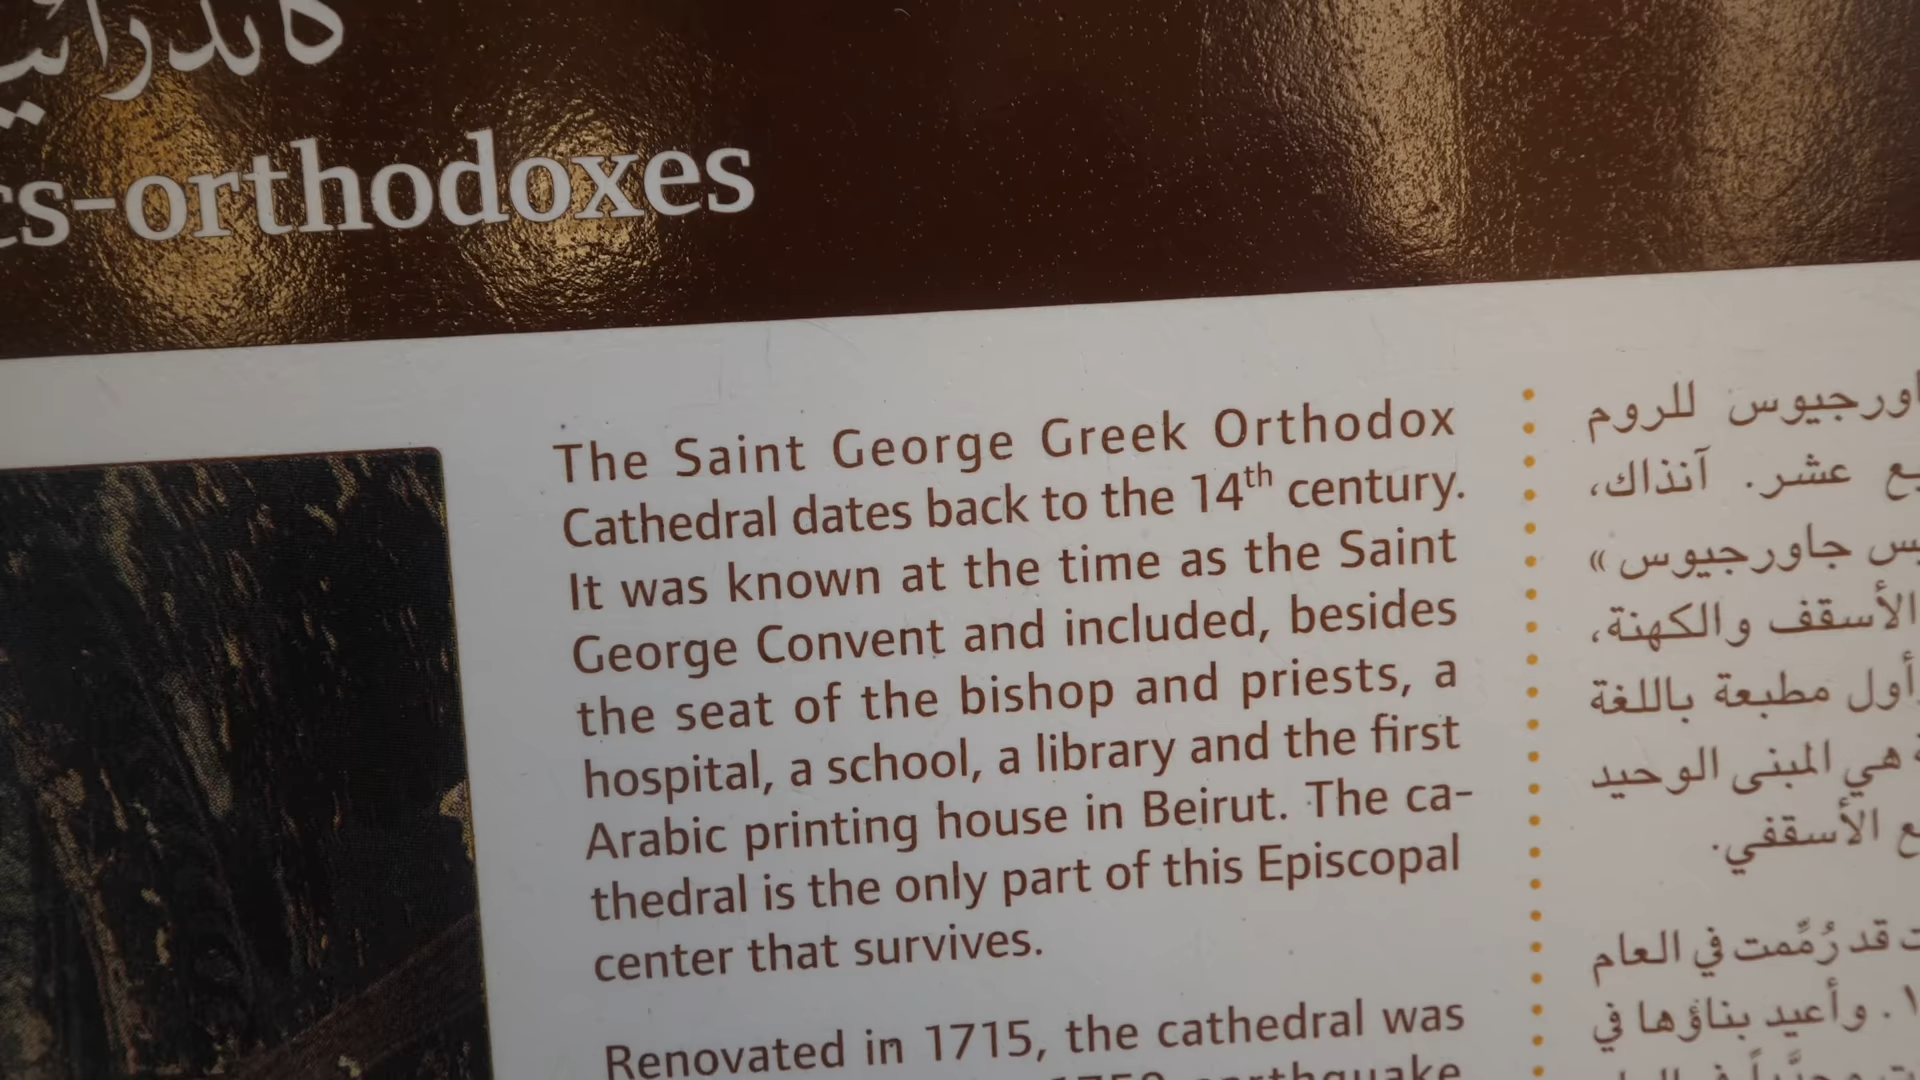 -orthodoxes
The Saint George Greek Orthodox
Cathedral dates back to the 14th century.
It was known at the time as the Saint
George Convent and included, besides
the seat of the bishop and priests, a
hospital, a school, a library and the first
Arabic printing house in Beirut. The ca-
thedral is the only part of this Episcopal
center that survives.
Renovated in 1715, the cathedral was
earthquake
للروم
عشر. آنذاك،
جاورجيوس»
الأسقف والكهنة،
أول مطبعة باللغة
هي المبنى الوحيد
الأسقفي.
قد رُمِّمت في العام
وأعيد بناؤها في